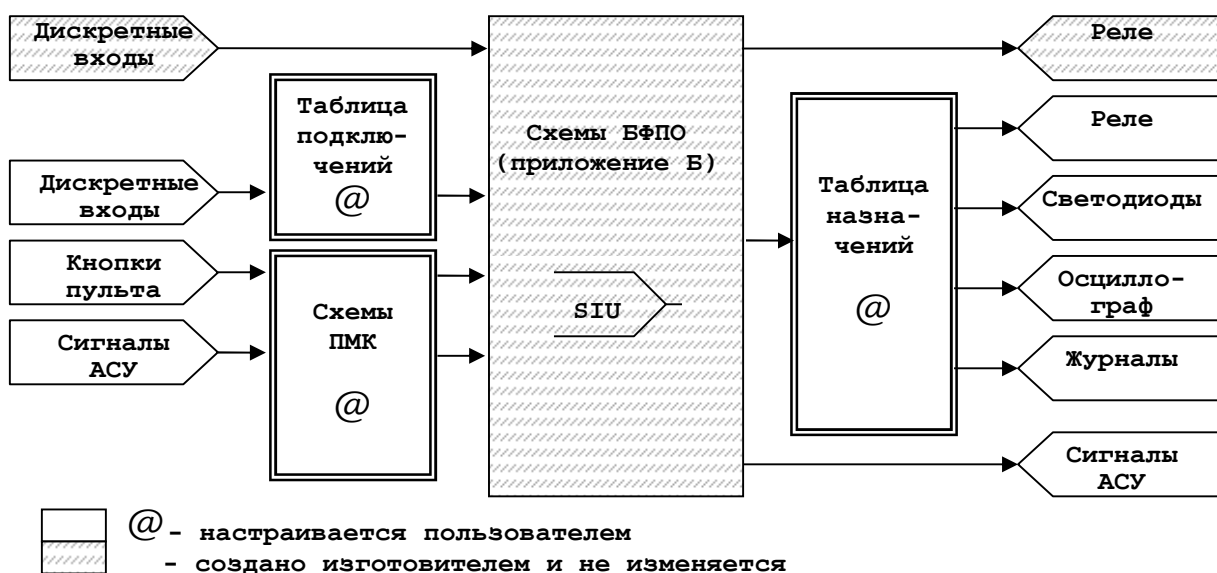 Дискретные
входы
Таблица
подклю-
чений
@
Дискретные
входы
Кнопки
пульта
Сигналы
АСУ
Схемы
ПМК
@
Схемы БФПО
(приложение Б)
SIU
Таблица
назна-
чений
@
Реле
Реле
Светодиоды
Осцилло-
граф
Журналы
Сигналы
АСУ
@ - настраивается пользователем
- создано изготовителем и не изменяется